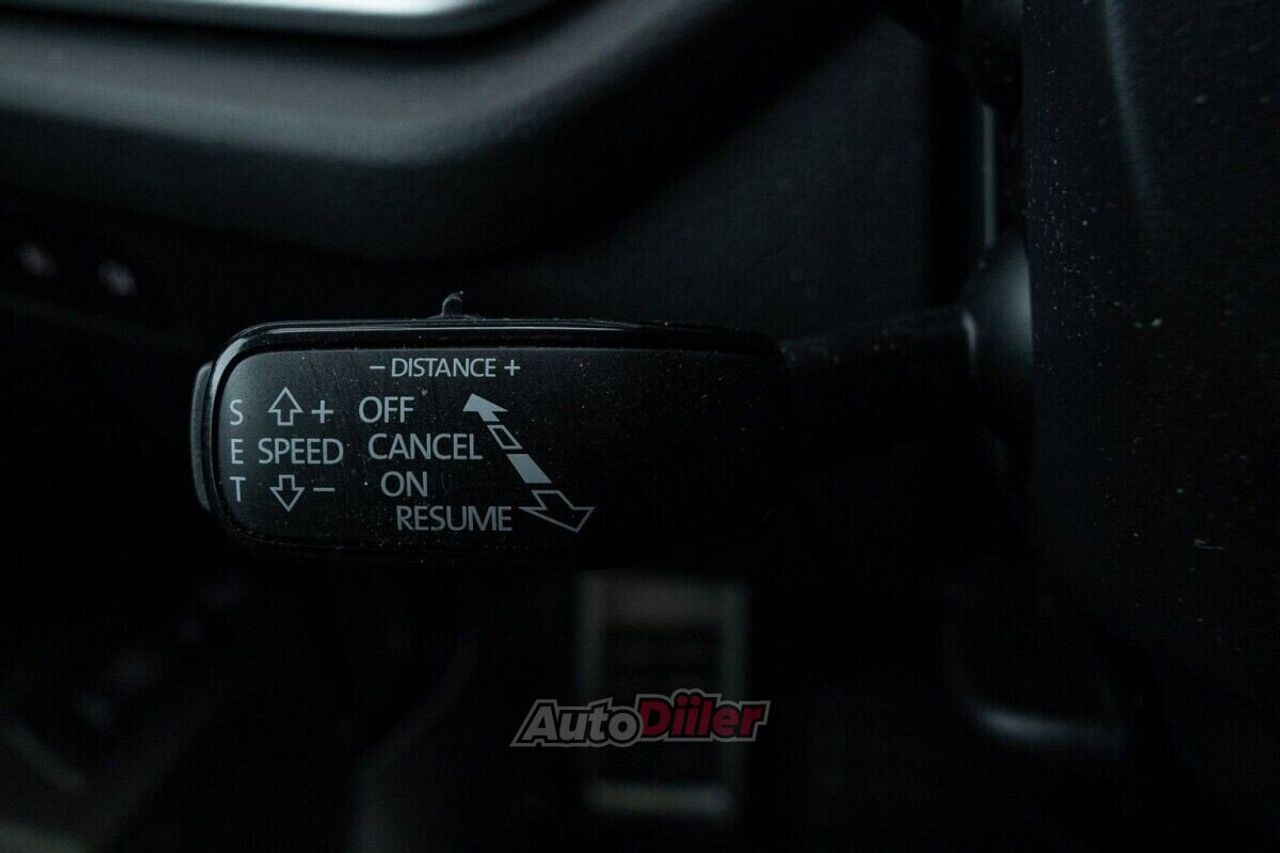 − DISTANCE +
S + OFF
E SPEED CANCEL
T − ON
RESUME
AutoDiiler